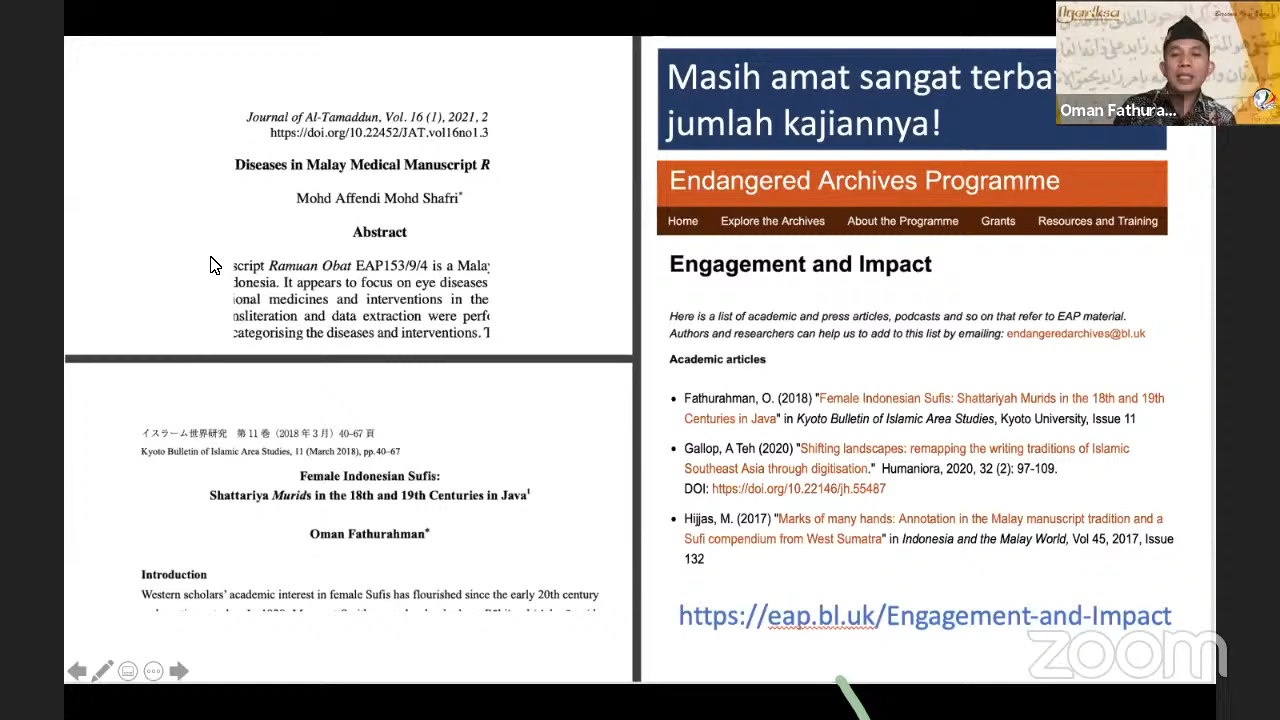 Journal of Al-Tamaddun, Vol. 16 (1), 2021, 2
https://doi.org/10.22452/JAT.vol16no1.3
Diseases in Malay Medical Manuscript R
Mohd Affendi Mohd Shafri*
Abstract
script Ramuan Obat EAP153/9/4 is a Malay
donesia. It appears to focus on eye diseases
ional medicines and interventions in the
nsliteration and data extraction were perfo
categorising the diseases and interventions. T
イスラーム世界研究 第 11 巻（2018 年 3 月）40–67 頁
Kyoto Bulletin of Islamic Area Studies, 11 (March 2018), pp.40–67
Female Indonesian Sufis:
Shattariya Murids in the 18th and 19th Centuries in Java1
Oman Fathurahman*
Introduction
Western scholars' academic interest in female Sufis has flourished since the early 20th century
Masih amat sangat terba
jumlah kajiannya!
Endangered Archives Programme
Home Explore the Archives About the Programme Grants Resources and Training
Engagement and Impact
Here is a list of academic and press articles, podcasts and so on that refer to EAP material.
Authors and researchers can help us to add to this list by emailing: endangeredarchives@bl.uk
Academic articles
• Fathurahman, O. (2018) "Female Indonesian Sufis: Shattariyah Murids in the 18th and 19th
Centuries in Java" in Kyoto Bulletin of Islamic Area Studies, Kyoto University, Issue 11
• Gallop, A Teh (2020) "Shifting landscapes: remapping the writing traditions of Islamic
Southeast Asia through digitisation." Humaniora, 2020, 32 (2): 97-109.
DOI: https://doi.org/10.22146/jh.55487
• Hijjas, M. (2017) "Marks of many hands: Annotation in the Malay manuscript tradition and a
Sufi compendium from West Sumatra" in Indonesia and the Malay World, Vol 45, 2017, Issue
132
https://eap.bl.uk/Engagement-and-Impact
Ngariksa
Oman Fathura...
zoom